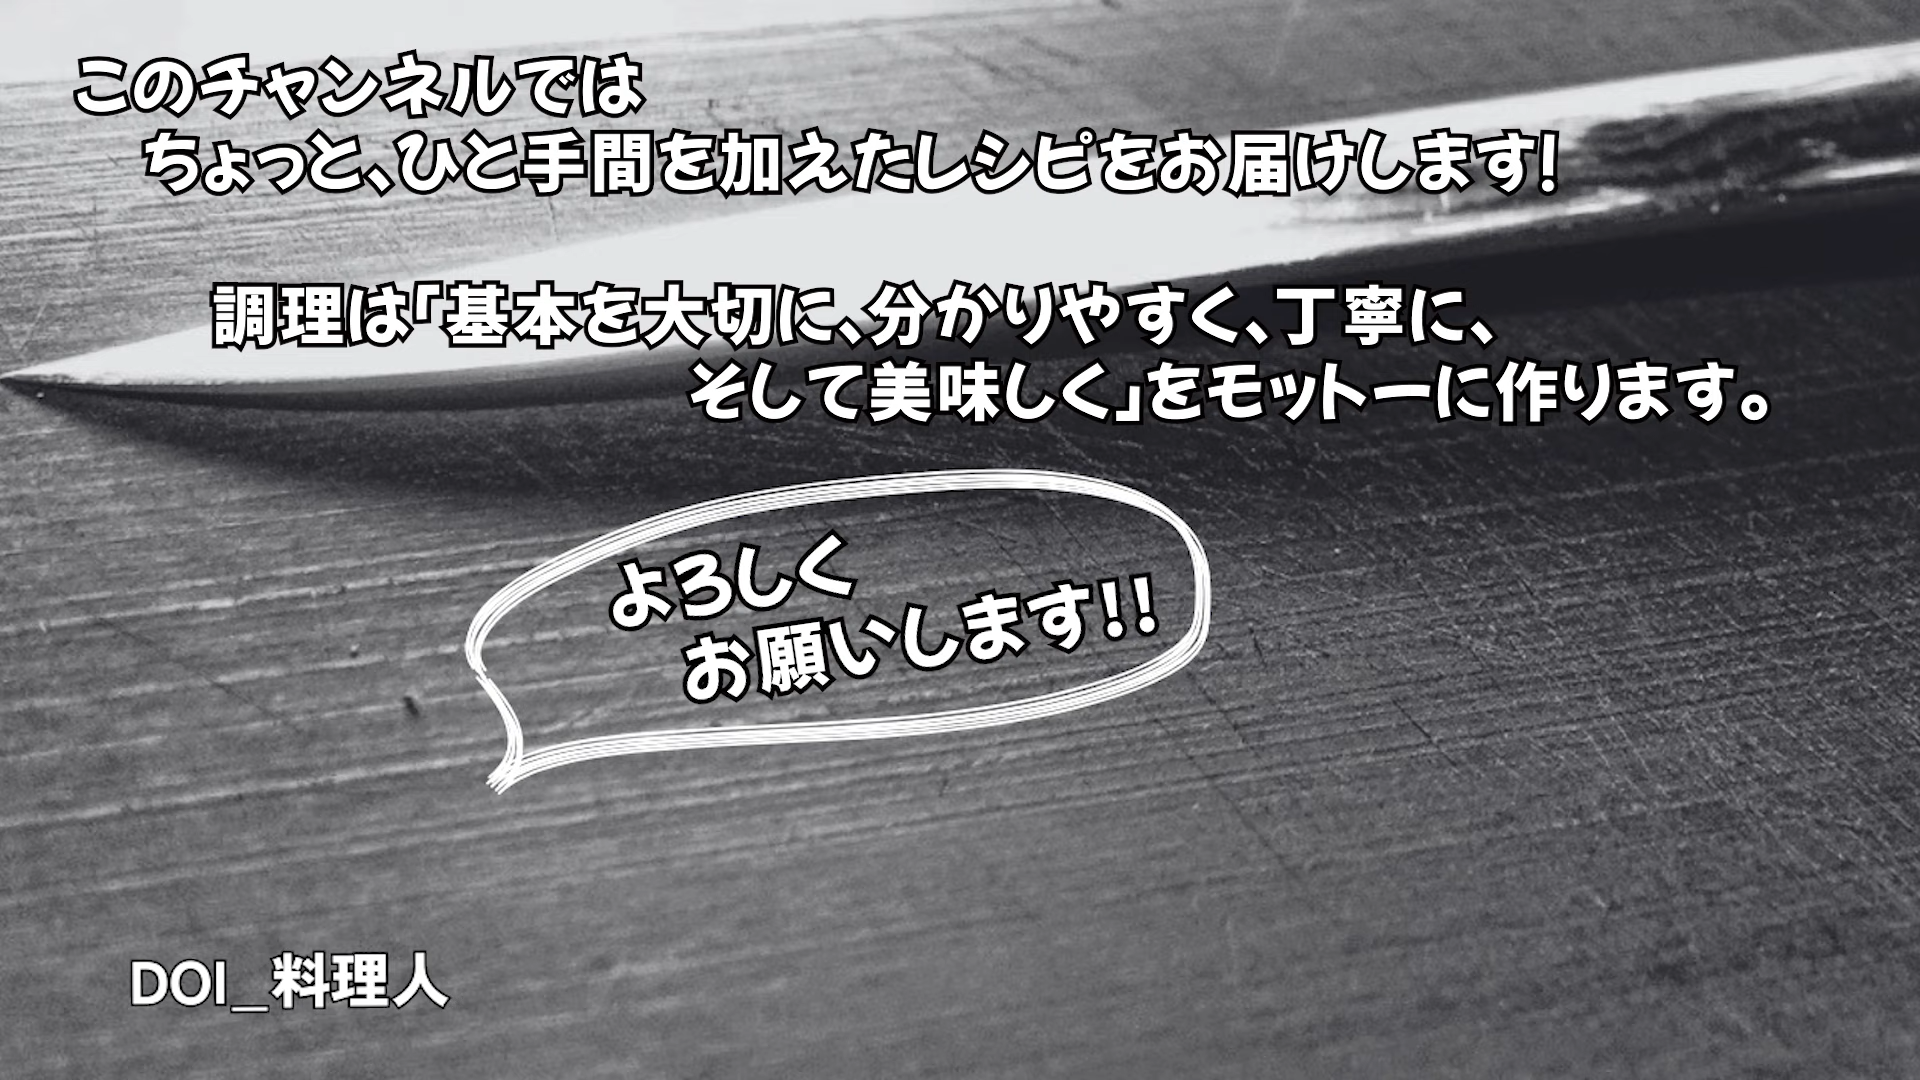 このチャンネルでは
ちょっと、ひと手間を加えたレシピをお届けします!
調理は「基本を大切に、分かりやすく、丁寧に、
そして美味しく」をモットーに作ります。
よろしく
お願いします!!
DOI_料理人